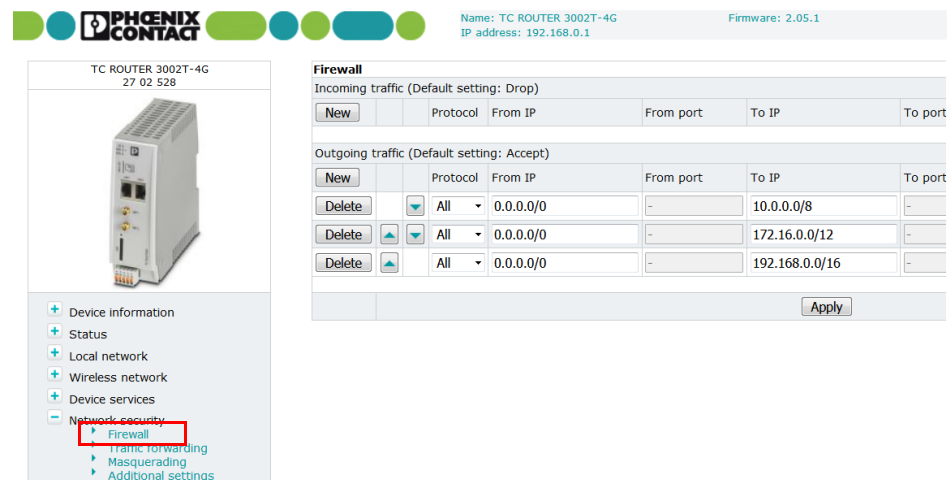 PHŒNIX
CONTACT
Name: TC ROUTER 3002T-4G Firmware: 2.05.1
IP address: 192.168.0.1
TC ROUTER 3002T-4G
27 02 528
Firewall
Incoming traffic (Default setting: Drop)
New Protocol From IP From port To IP To port
Outgoing traffic (Default setting: Accept)
New Protocol From IP From port To IP To port
Delete All 0.0.0.0/0 - 10.0.0.0/8 -
Delete All 0.0.0.0/0 - 172.16.0.0/12 -
Delete All 0.0.0.0/0 - 192.168.0.0/16 -
Apply
Device information
Status
Local network
Wireless network
Device services
Network security
Firewall
Traffic forwarding
Masquerading
Additional settings